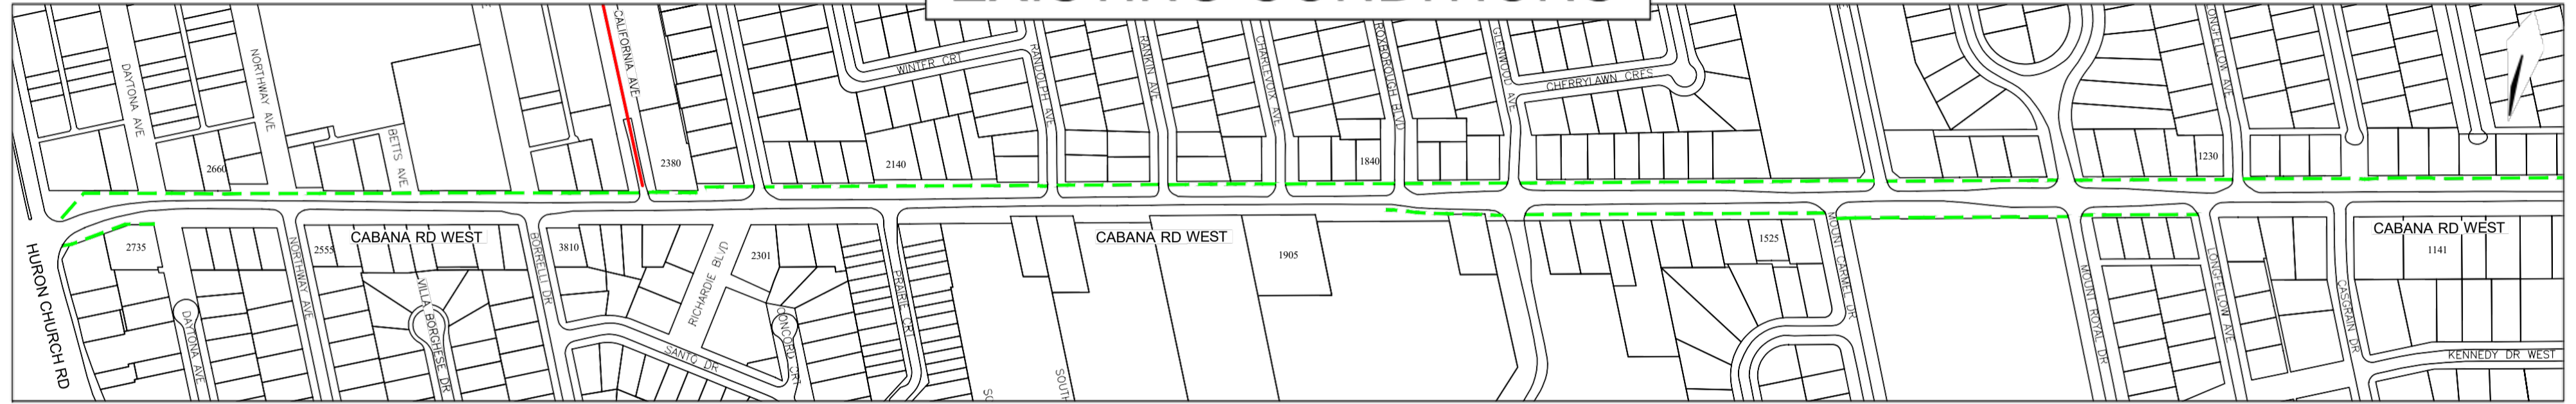 EXISTING CONDITIONS
DAYTONA AVE
NORTHWAY AVE
BETTS AVE
CALIFORNIA AVE
WINTER CRT
RANDOLPH AVE
RANKIN AVE
CHARLEVOIX AVE
ROXBOROUGH BLVD
GLENWOOD AVE
CHERRYLAWN CRES
LONGFELLOW AVE
2660
2380
2140
1840
1230
HURON CHURCH RD
2735
DAYTONA AVE
NORTHWAY AVE
2555
CABANA RD WEST
VILLA BORGHESE DR
BORRELLI DR
3810
SANTO DR
RICHARDIE BLVD
2301
CONCORD CRT
PRAIRIE CRT
SOUTH
CABANA RD WEST
1905
1525
MOUNT CARMEL DR
MOUNT ROYAL DR
LONGFELLOW AVE
CASGRAIN DR
CABANA RD WEST
1141
KENNEDY DR WEST